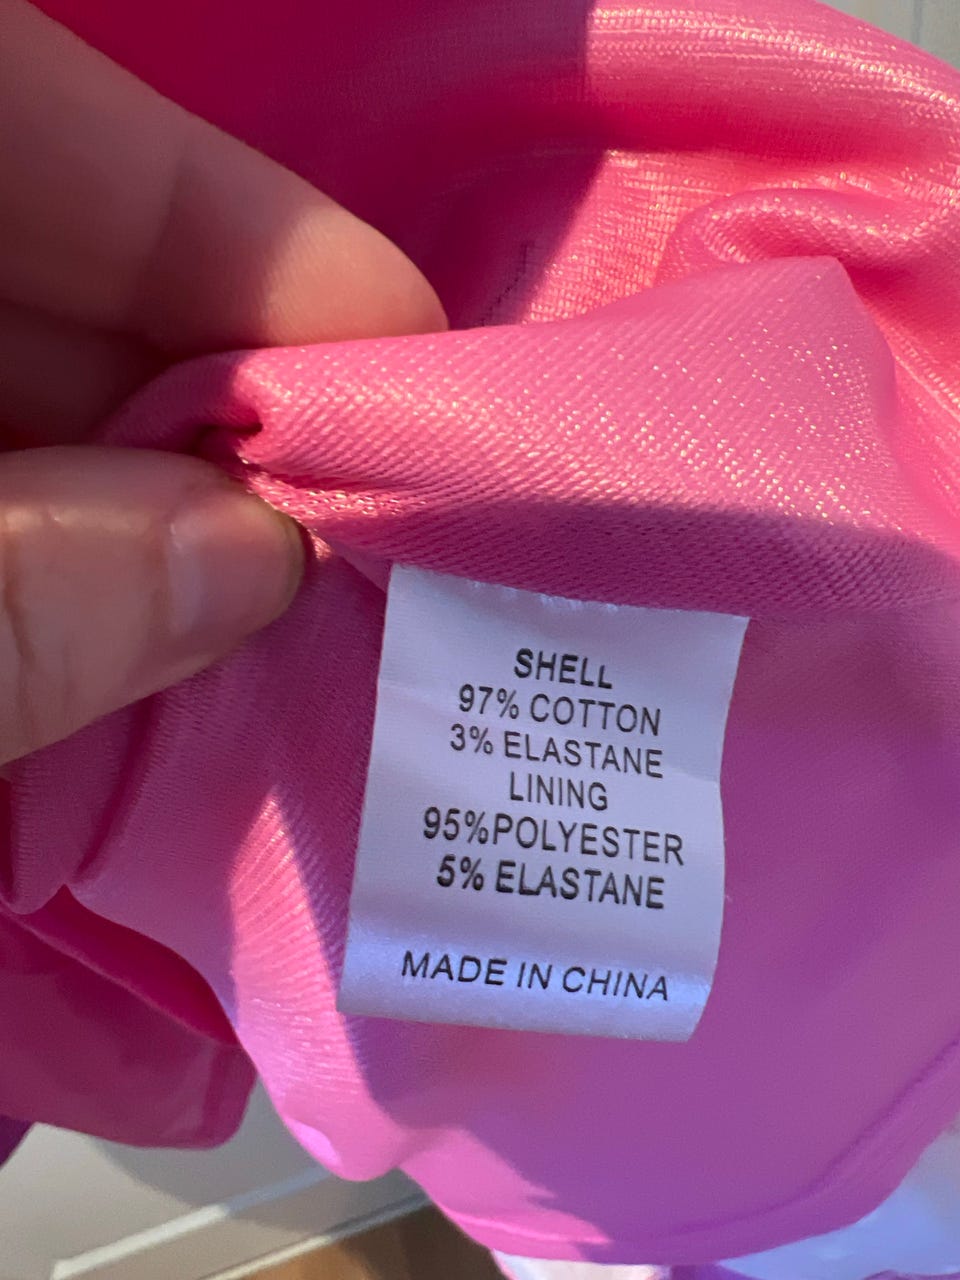 SHELL
97% COTTON
3% ELASTANE
LINING
95%POLYESTER
5% ELASTANE
MADE IN CHINA